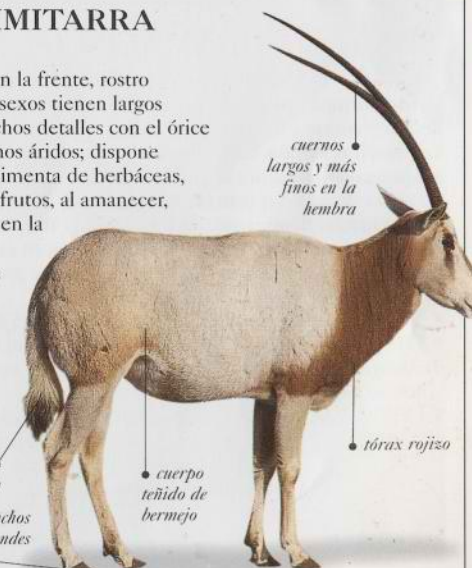 IMITARRA
n la frente, rostro
sexos tienen largos
chos detalles con el órice
nos áridos; dispone
imenta de herbáceas,
frutos, al amanecer,
en la
cuernos
largos y más
finos en la
hembra
tórax rojizo
cuerpo
teñido de
bermejo
chos
ndes